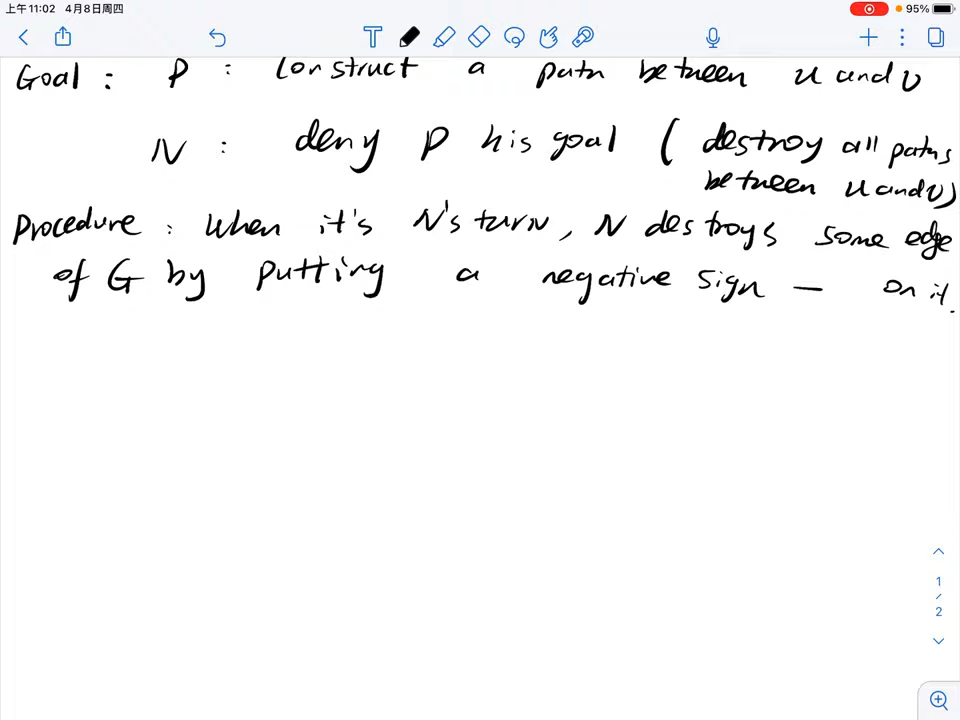 上午11:02 4月8日周四 95%
Goal : P : Construct a path between u and v
N : deny P his goal ( destroy all paths
between u and v)
Procedure : When it's N's turn, N destroys some edge
of G by putting a negative sign — on it.
1
/
2